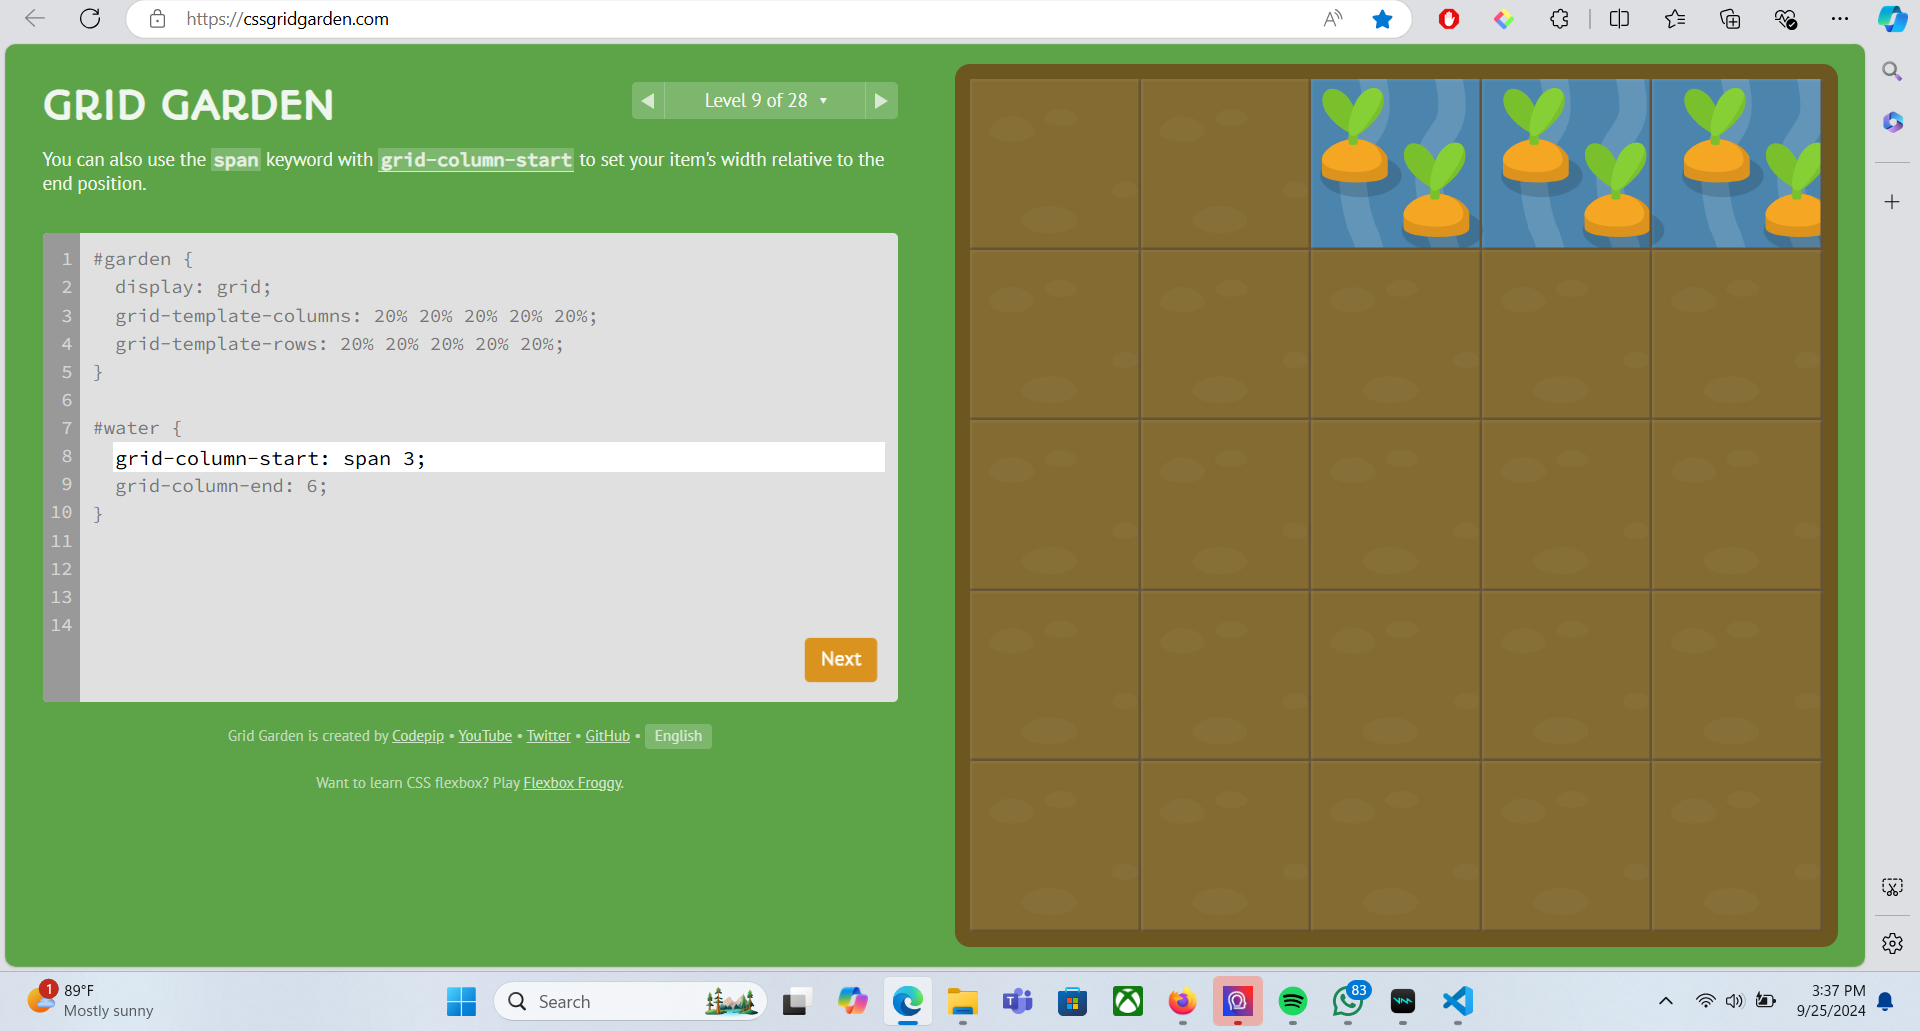 https://cssgridgarden.com
GRID GARDEN
◀ Level 9 of 28 ▼ ▶
You can also use the span keyword with grid-column-start to set your item's width relative to the
end position.
1 #garden {
2 display: grid;
3 grid-template-columns: 20% 20% 20% 20% 20%;
4 grid-template-rows: 20% 20% 20% 20% 20%;
5 }
6
7 #water {
8 grid-column-start: span 3;
9 grid-column-end: 6;
10 }
11
12
13
14
Next
Grid Garden is created by Codepip • YouTube • Twitter • GitHub • English
Want to learn CSS flexbox? Play Flexbox Froggy.
1
89°F
Mostly sunny
Search
83
3:37 PM
9/25/2024